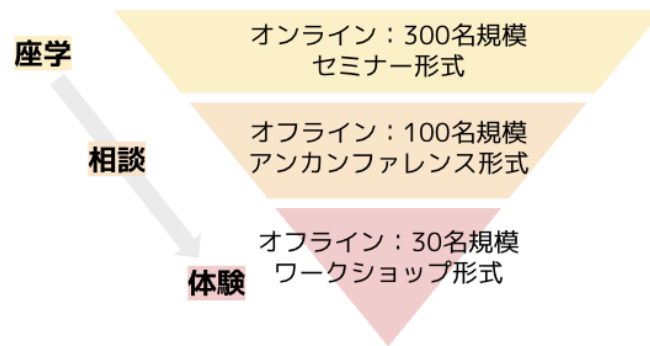 座学
オンライン：300名規模
セミナー形式
相談
オフライン：100名規模
アンカンファレンス形式
体験
オフライン：30名規模
ワークショップ形式